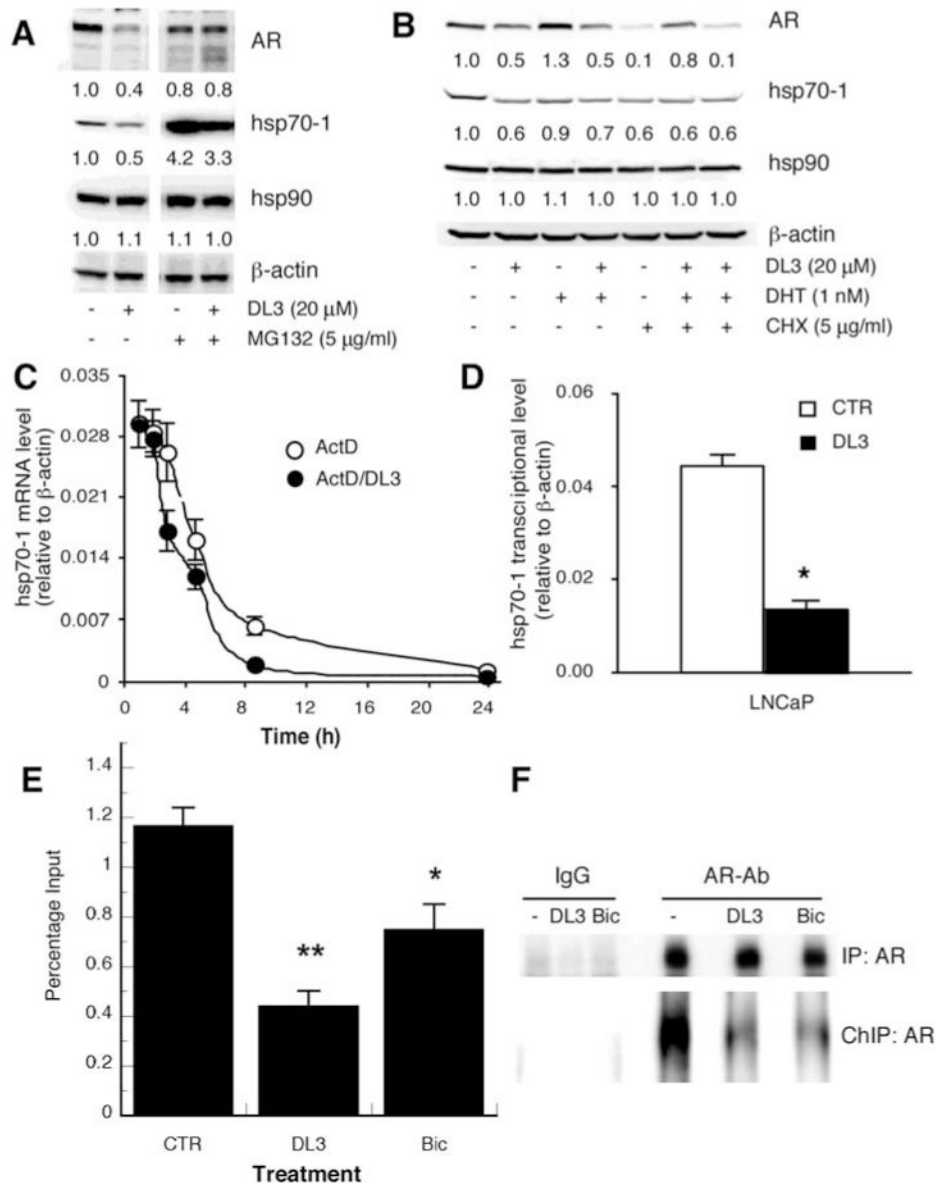 A
AR
1.0 0.4 0.8 0.8
hsp70-1
1.0 0.5 4.2 3.3
hsp90
1.0 1.1 1.1 1.0
β-actin
- + - + DL3 (20 μM)
- - + + MG132 (5 μg/ml)
B
AR
1.0 0.5 1.3 0.5 0.1 0.8 0.1
hsp70-1
1.0 0.6 0.9 0.7 0.6 0.6 0.6
hsp90
1.0 1.0 1.1 1.0 1.0 1.0 1.0
β-actin
- + - + - + + DL3 (20 μM)
- - + + - + + DHT (1 nM)
- - - - + + + CHX (5 μg/ml)
C
hsp70-1 mRNA level
(relative to β-actin)
0.035
0.028
0.021
0.014
0.007
0
ActD
ActD/DL3
0 4 8 12 16 20 24
Time (h)
D
hsp70-1 transcriptional level
(relative to β-actin)
0.06
0.04
0.02
0.00
CTR
DL3
*
LNCaP
E
Percentage Input
1.4
1.2
1
0.8
0.6
0.4
0.2
0
**
*
CTR DL3 Bic
Treatment
F
IgG AR-Ab
- DL3 Bic - DL3 Bic
IP: AR
ChIP: AR